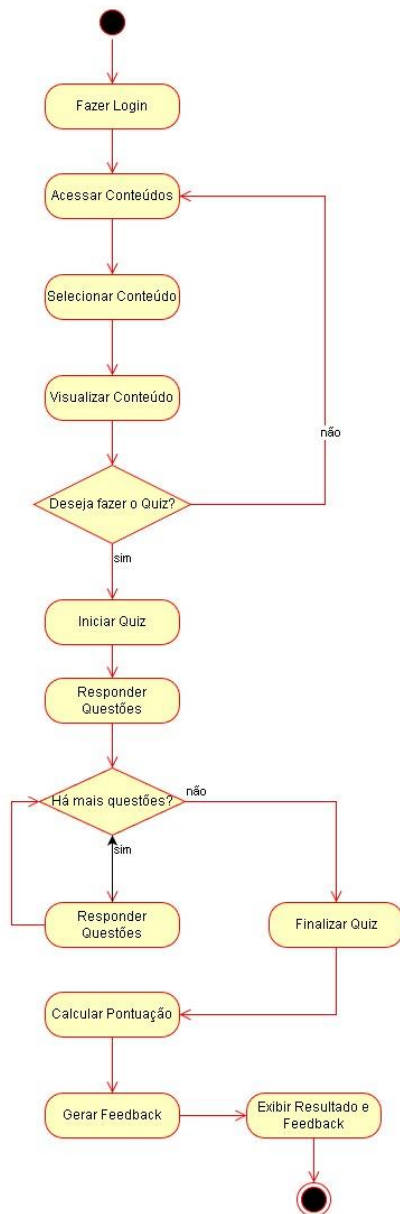 Fazer Login
Acessar Conteúdos
Selecionar Conteúdo
Visualizar Conteúdo
não
Deseja fazer o Quiz?
sim
Iniciar Quiz
Responder
Questões
Há mais questões?
não
sim
Responder
Questões
Finalizar Quiz
Calcular Pontuação
Gerar Feedback
Exibir Resultado e
Feedback